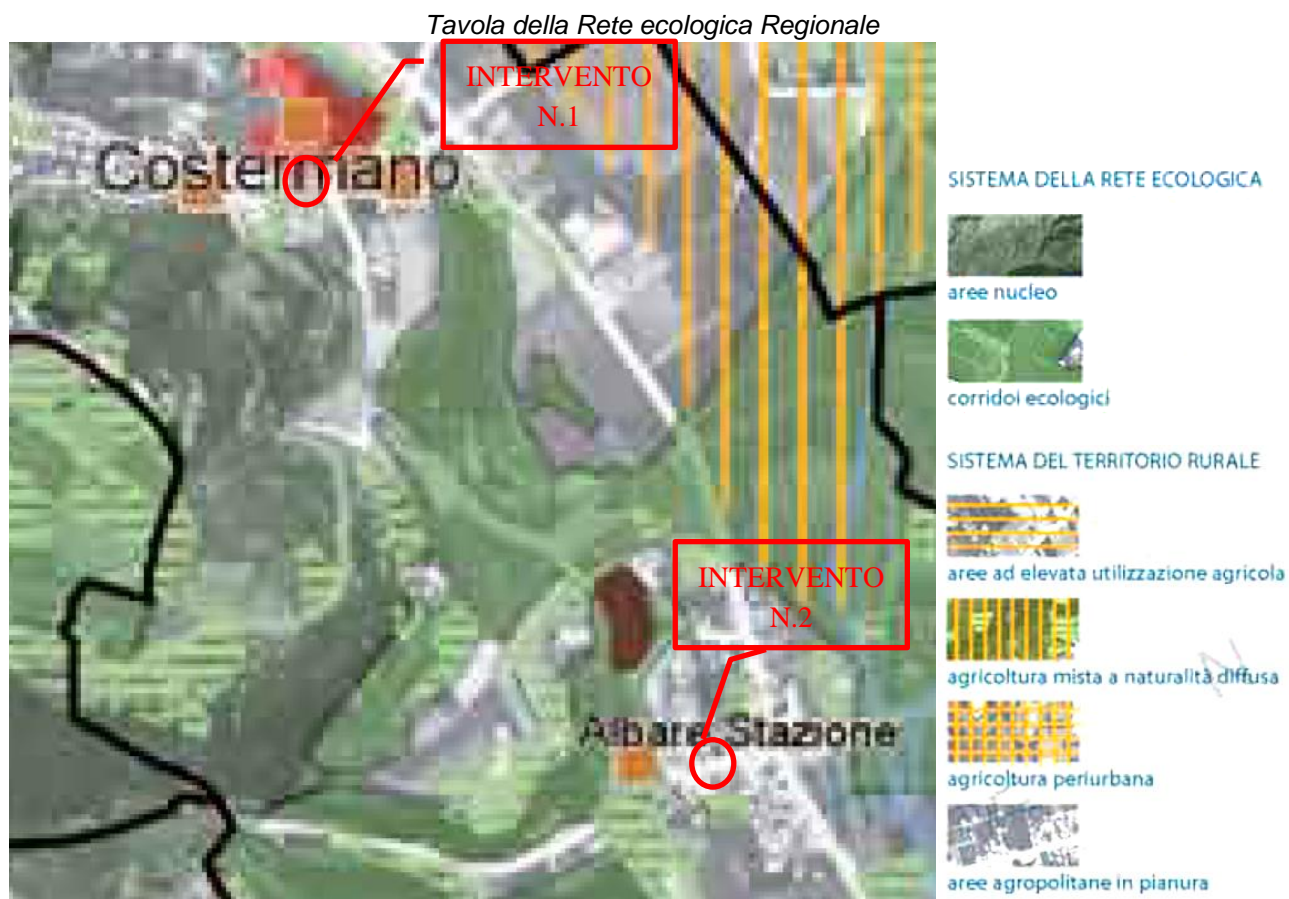 Tavola della Rete ecologica Regionale
INTERVENTO
N.1
Costermano
SISTEMA DELLA RETE ECOLOGICA
aree nucleo
corridoi ecologici
SISTEMA DEL TERRITORIO RURALE
aree ad elevata utilizzazione agricola
INTERVENTO
N.2
agricoltura mista a naturalità diffusa
Albare Stazione
agricoltura periurbana
aree agropolitane in pianura